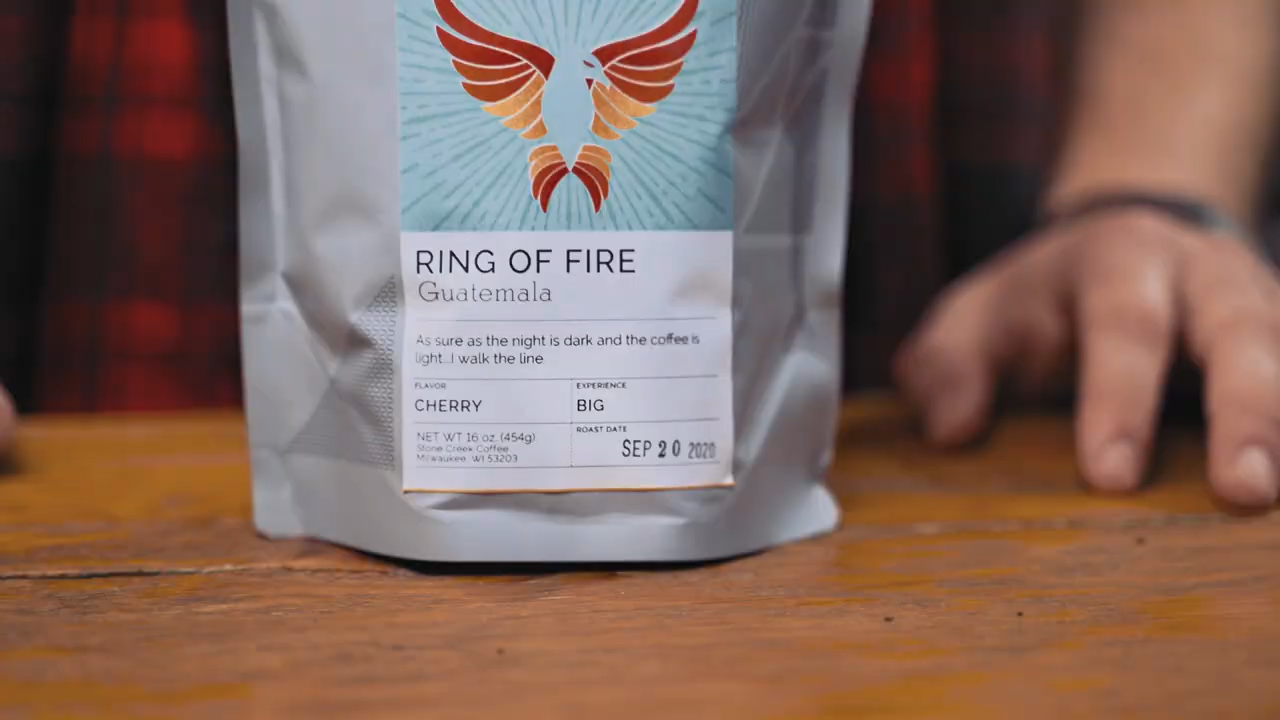 RING OF FIRE
Guatemala
As sure as the night is dark and the coffee is
light...I walk the line
FLAVOR
CHERRY
EXPERIENCE
BIG
NET WT 16 oz. (454g)
Stone Creek Coffee
Milwaukee, WI 53203
ROAST DATE
SEP 20 2020